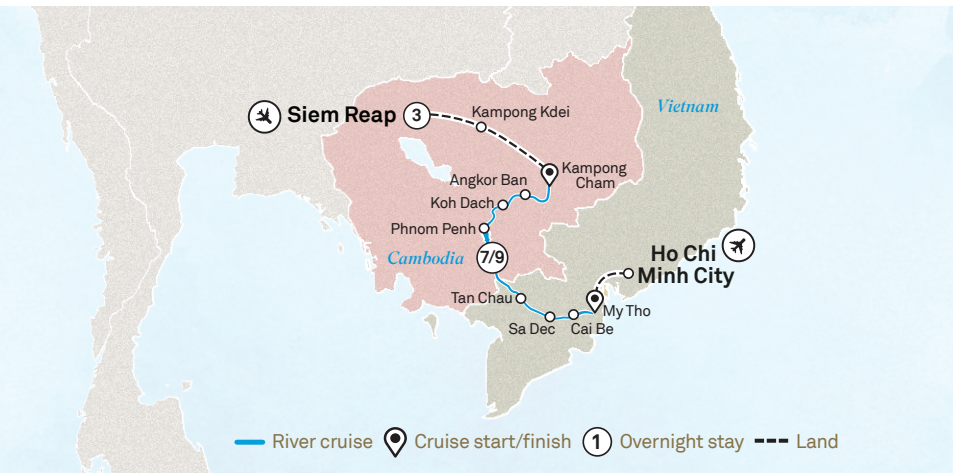 Vietnam
Siem Reap
3
Kampong Kdei
Kampong
Cham
Angkor Ban
Koh Dach
Phnom Penh
Cambodia
7/9
Ho Chi
Minh City
Tan Chau
My Tho
Sa Dec
Cai Be
River cruise
Cruise start/finish
1
Overnight stay
Land